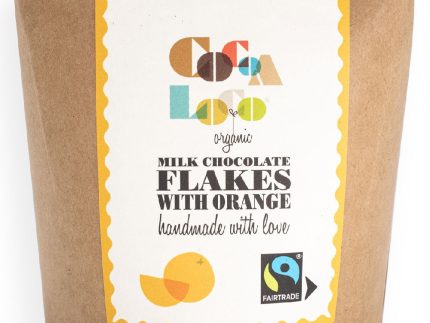 COCOA
LOCO
organic
MILK CHOCOLATE
FLAKES
WITH ORANGE
handmade with love
FAIRTRADE